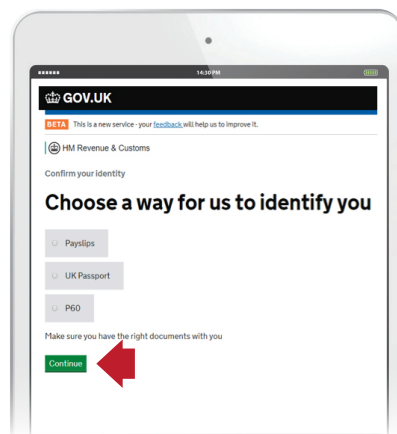 14:30 PM
GOV.UK
BETA This is a new service - your feedback will help us to improve it.
HM Revenue & Customs
Confirm your identity
Choose a way for us to identify you
Payslips
UK Passport
P60
Make sure you have the right documents with you
Continue